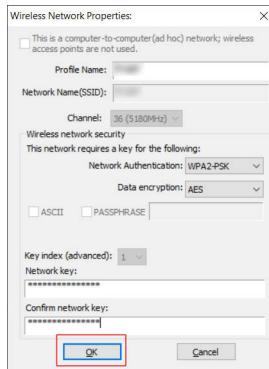 Wireless Network Properties:
This is a computer-to-computer(ad hoc) network; wireless
access points are not used.
Profile Name:
Network Name(SSID):
Channel: 36 (5180MHz)
Wireless network security
This network requires a key for the following:
Network Authentication: WPA2-PSK
Data encryption: AES
ASCII PASSPHRASE
Key index (advanced): 1
Network key:
***************
Confirm network key:
***************
OK Cancel